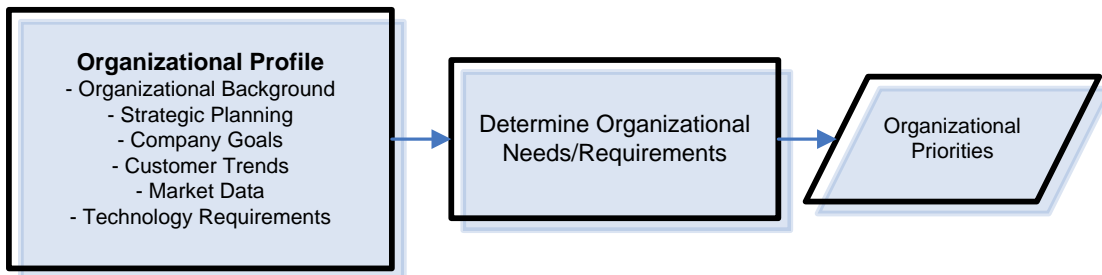 Organizational Profile
- Organizational Background
- Strategic Planning
- Company Goals
- Customer Trends
- Market Data
- Technology Requirements
Determine Organizational
Needs/Requirements
Organizational
Priorities